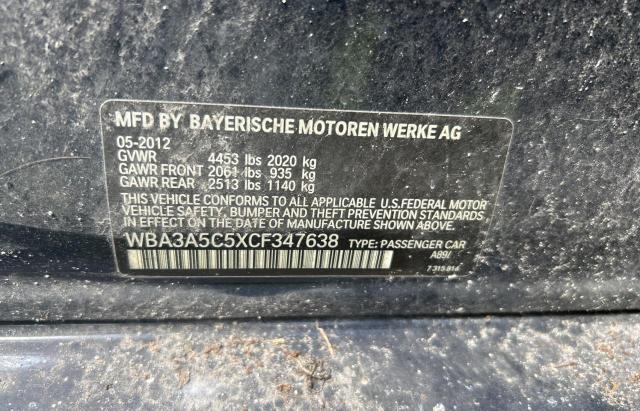 MFD BY BAYERISCHE MOTOREN WERKE AG
05-2012
GVWR 4453 lbs 2020 kg
GAWR FRONT 2061 lbs 935 kg
GAWR REAR 2513 lbs 1140 kg
THIS VEHICLE CONFORMS TO ALL APPLICABLE U.S.FEDERAL MOTOR
VEHICLE SAFETY, BUMPER AND THEFT PREVENTION STANDARDS IN
EFFECT ON THE DATE OF MANUFACTURE SHOWN ABOVE.
WBA3A5C5XCF347638 TYPE: PASSENGER CAR
A89/
7 315 814